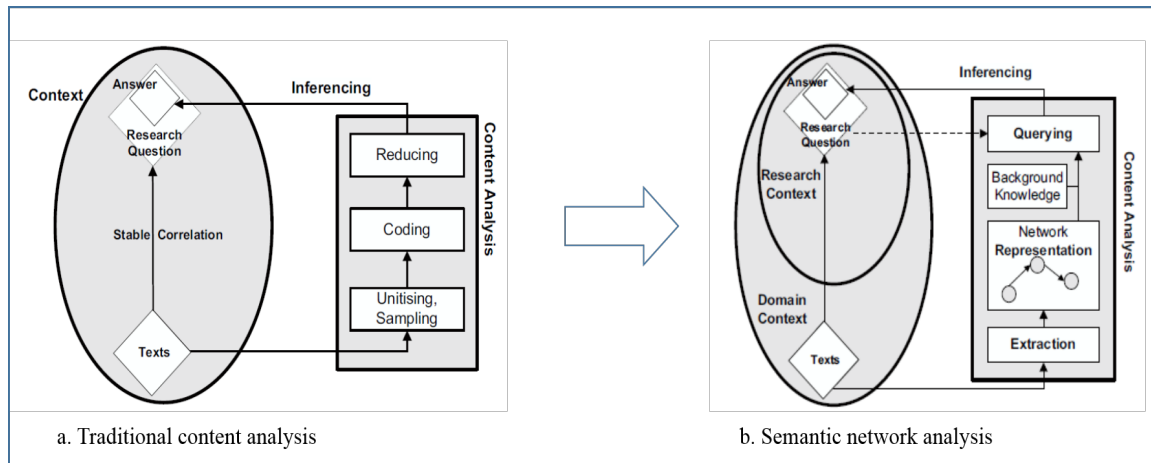 Context
Answer
Research
Question
Stable Correlation
Texts
Inferencing
Reducing
Coding
Unitising,
Sampling
Content Analysis
a. Traditional content analysis
Answer
Research
Question
Research
Context
Domain
Context
Texts
Inferencing
Querying
Background
Knowledge
Network
Representation
Extraction
Content Analysis
b. Semantic network analysis